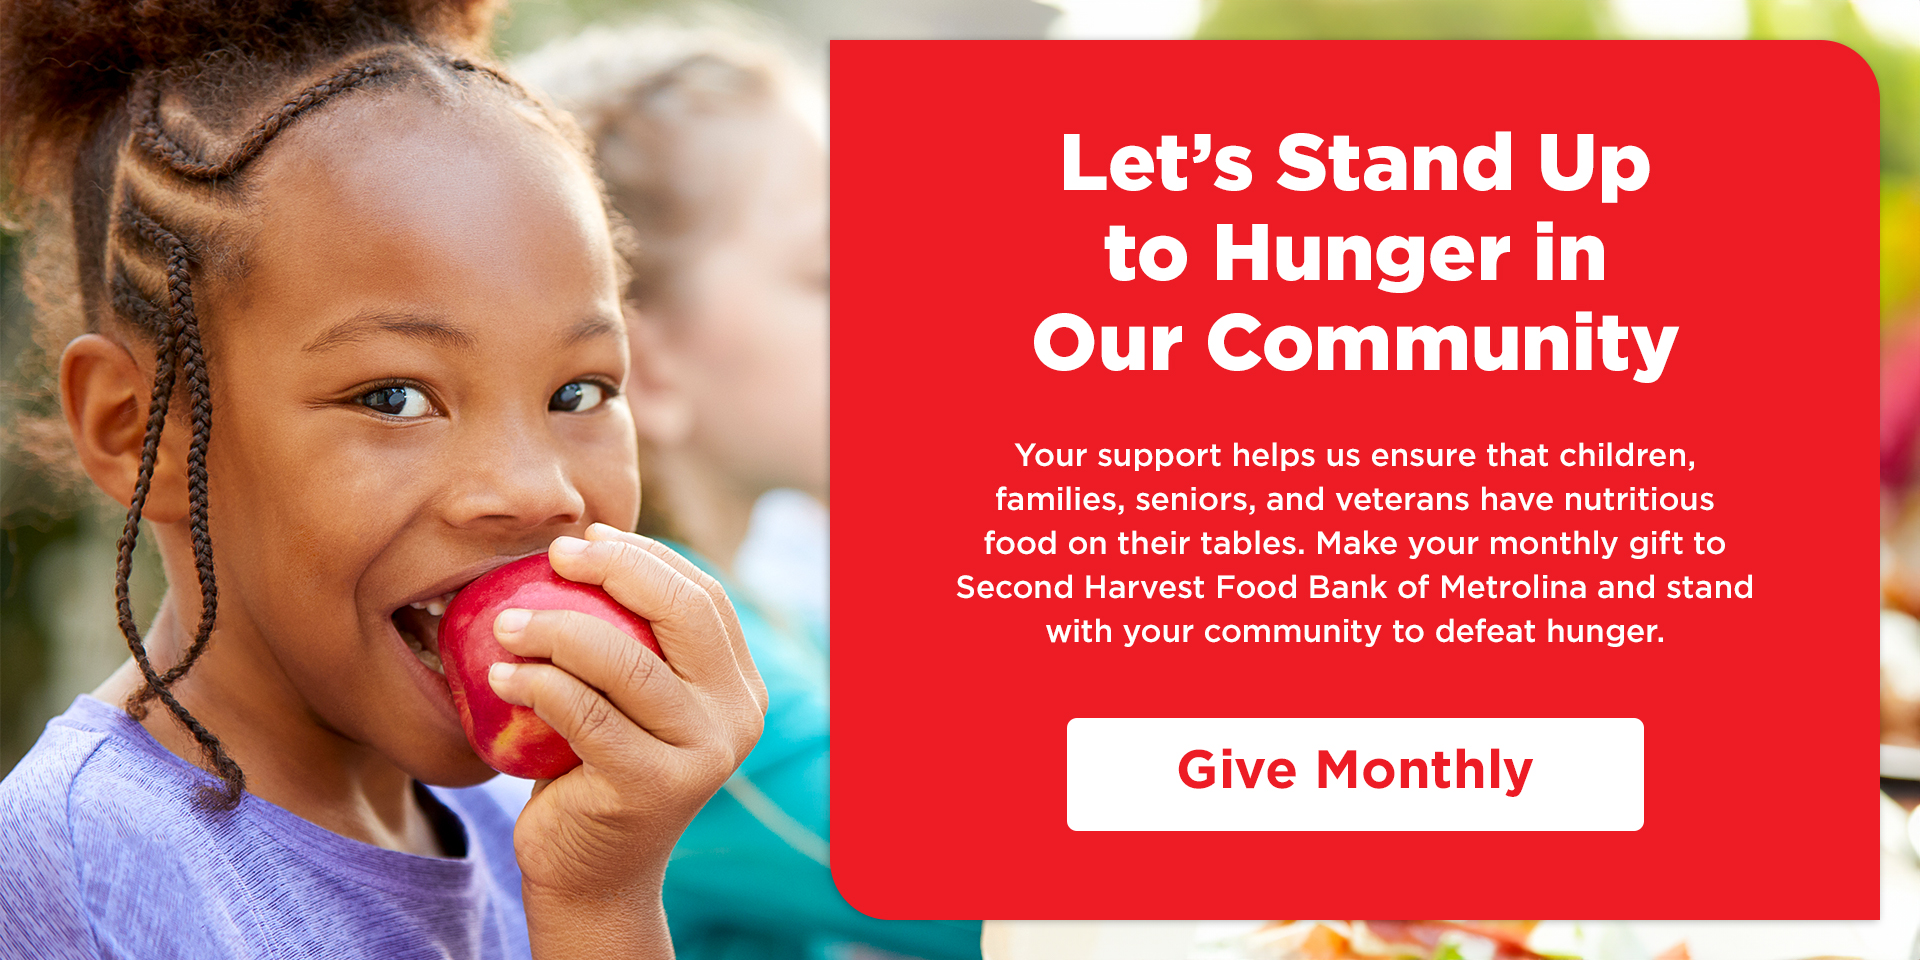 Let’s Stand Up
to Hunger in
Our Community
Your support helps us ensure that children,
families, seniors, and veterans have nutritious
food on their tables. Make your monthly gift to
Second Harvest Food Bank of Metrolina and stand
with your community to defeat hunger.
Give Monthly